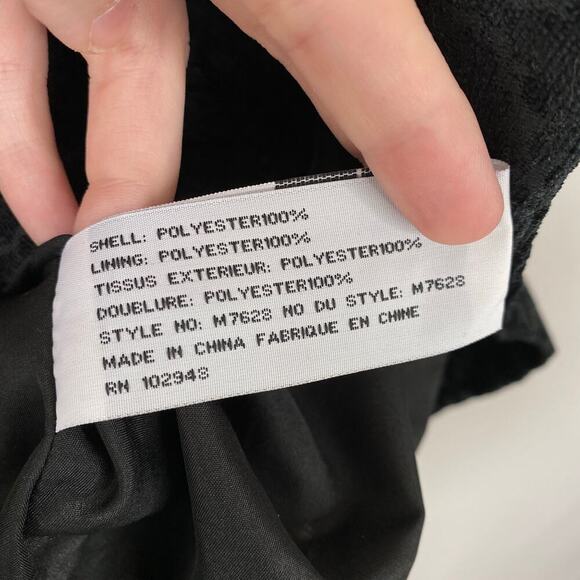 SHELL: POLYESTER100%
LINING: POLYESTER100%
TISSUS EXTERIEUR: POLYESTER100%
DOUBLURE: POLYESTER100%
STYLE NO: M7628 NO DU STYLE: M7628
MADE IN CHINA FABRIQUE EN CHINE
RN 102948